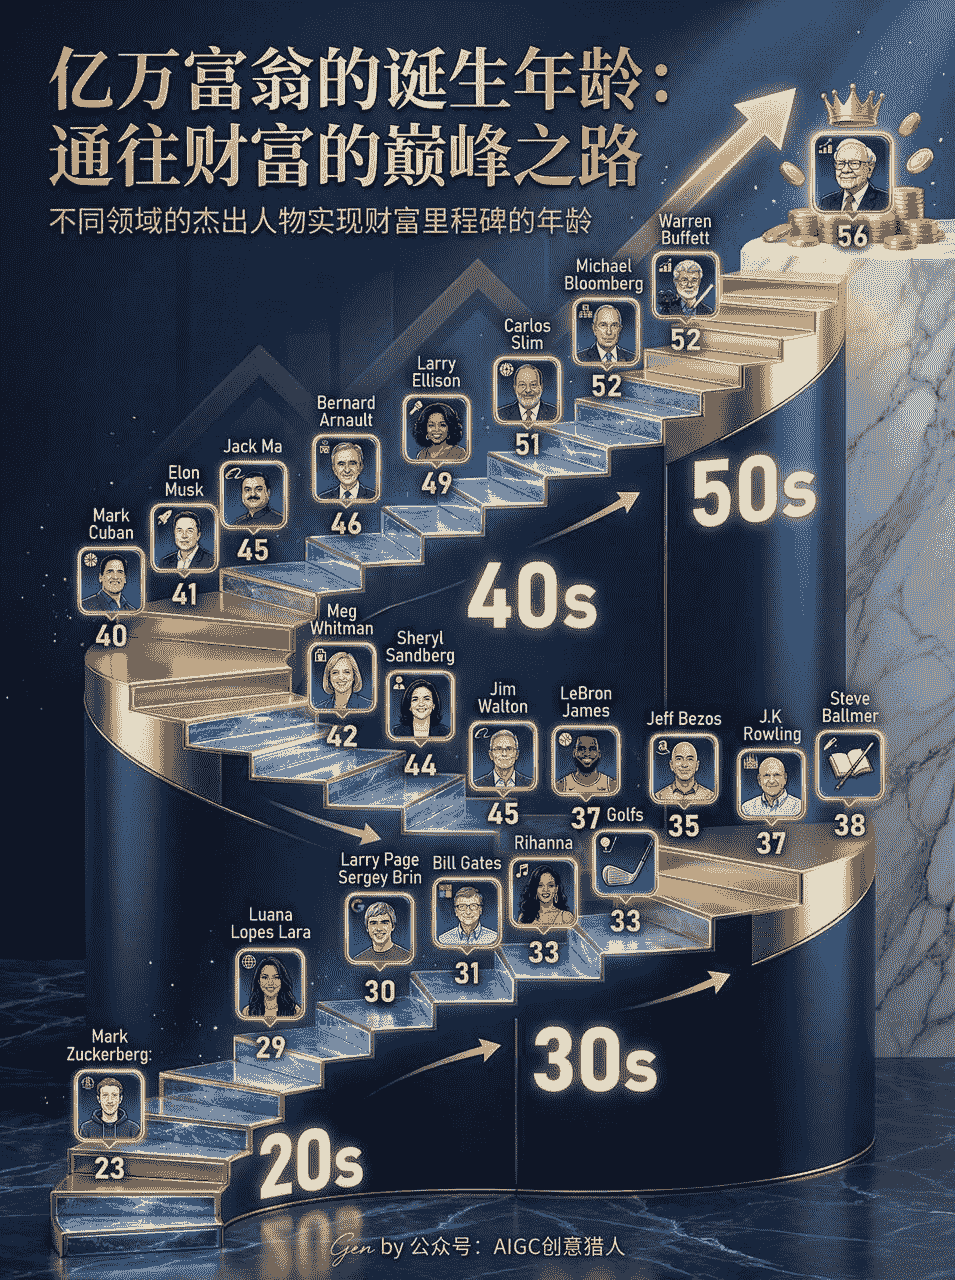 亿万富翁的诞生年龄：
通往财富的巅峰之路
不同领域的杰出人物实现财富里程碑的年龄
56
Warren
Buffett
52
Michael
Bloomberg
52
Carlos
Slim
51
Larry
Ellison
49
Bernard
Arnault
46
Jack Ma
45
Elon
Musk
41
Mark
Cuban
40
50s
40s
Meg
Whitman
42
Sheryl
Sandberg
44
Jim
Walton
45
LeBron
James
37
Jeff Bezos
35
J.K
Rowling
37
Steve
Ballmer
38
Golfs
33
Rihanna
33
Bill Gates
31
Larry Page
Sergey Brin
30
Luana
Lopes Lara
29
30s
Mark
Zuckerberg:
23
20s
Gen by 公众号：AIGC创意猎人